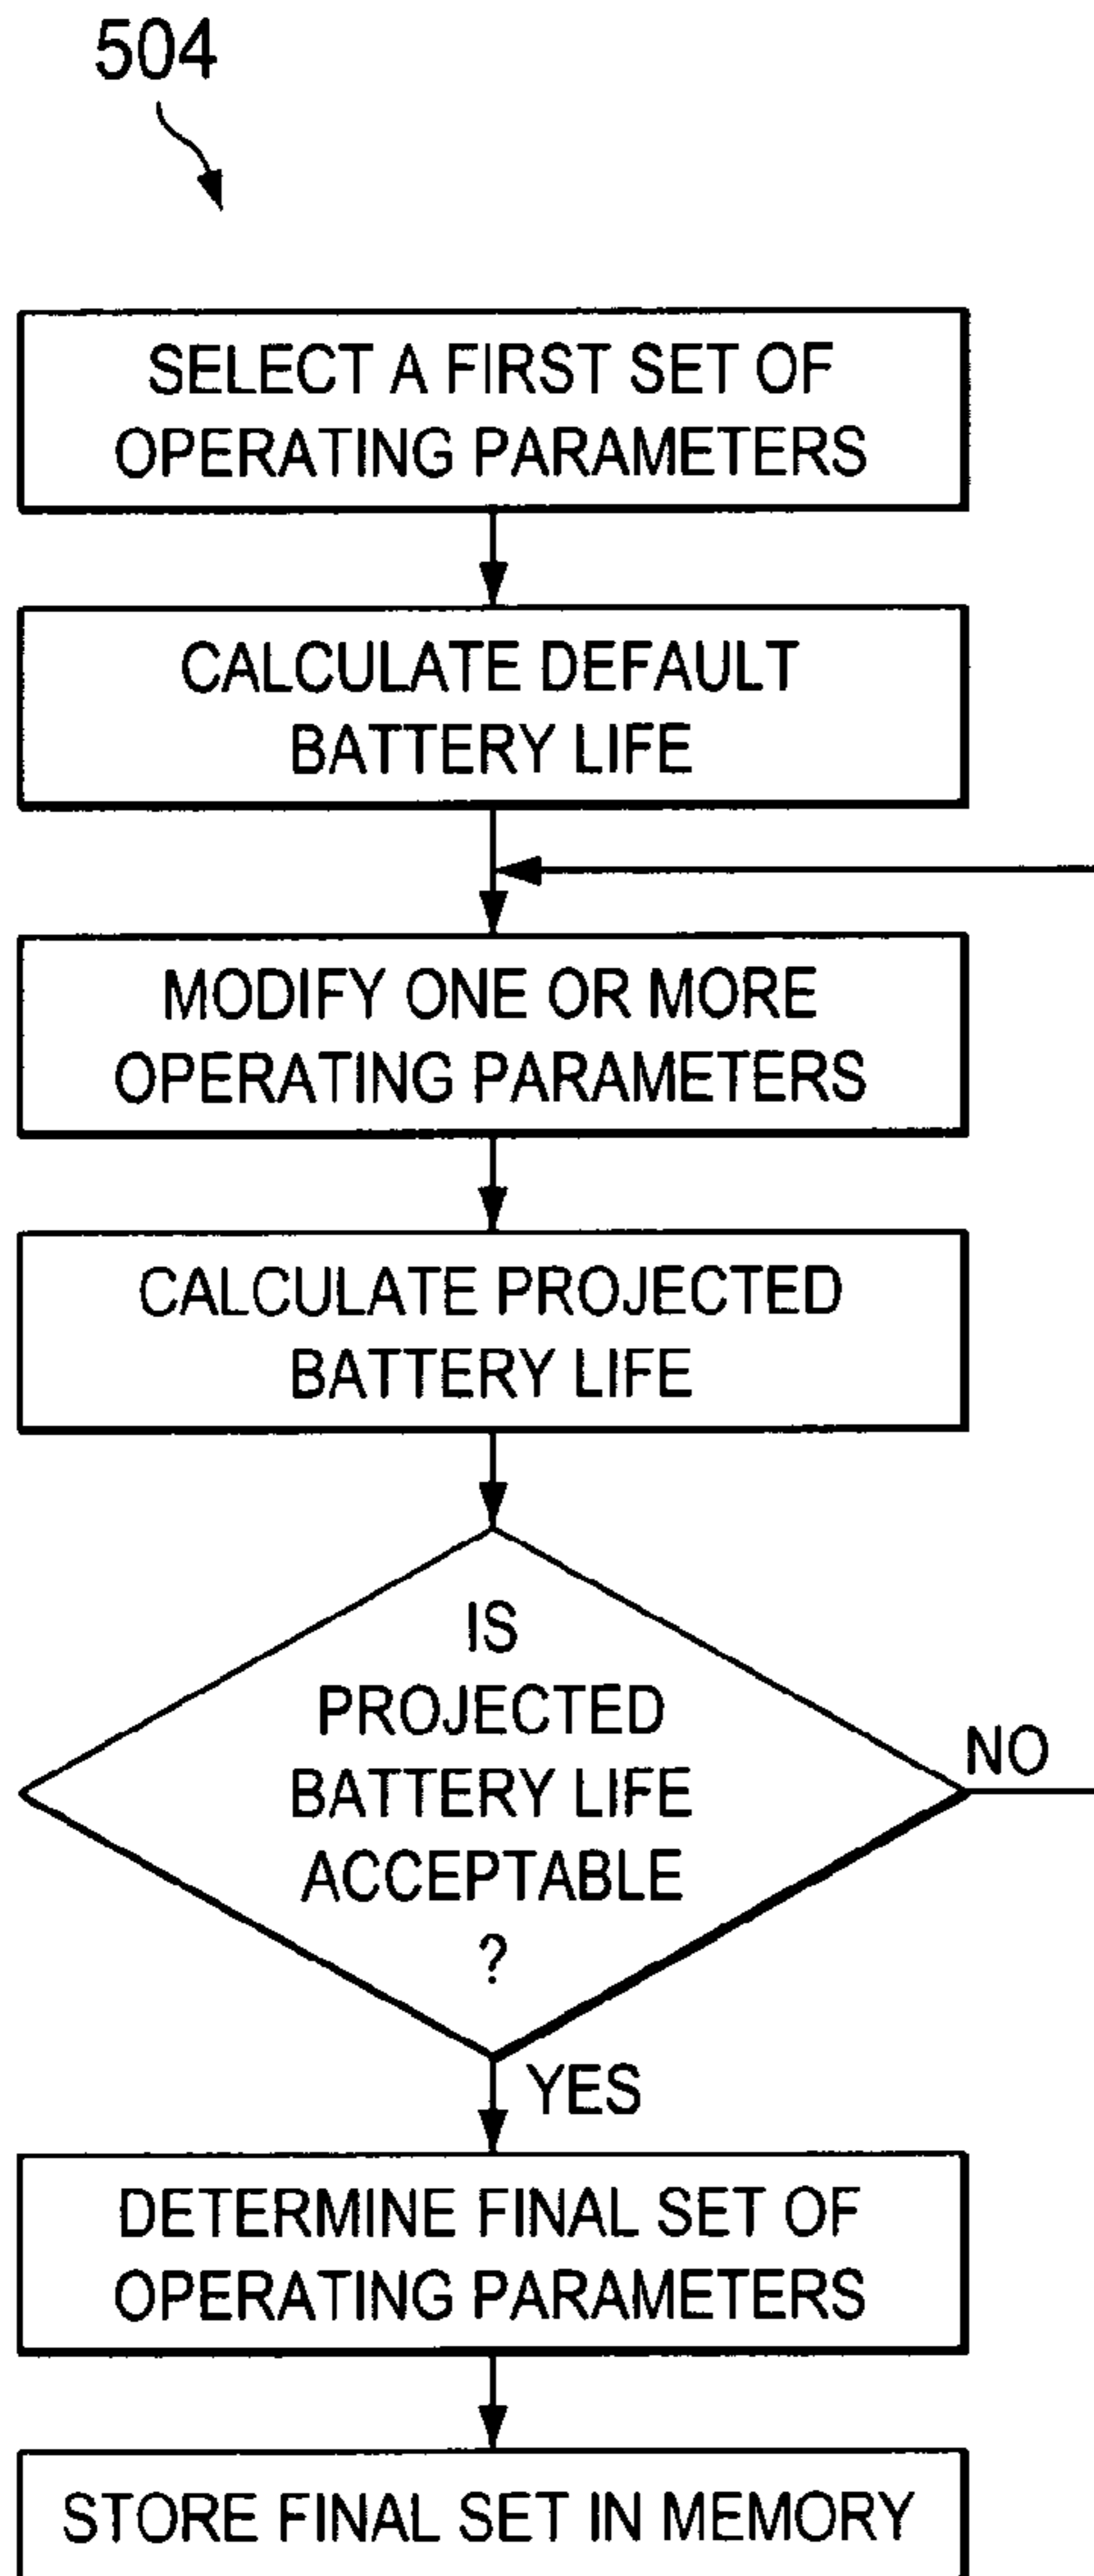 504
SELECT A FIRST SET OF
OPERATING PARAMETERS
CALCULATE DEFAULT
BATTERY LIFE
MODIFY ONE OR MORE
OPERATING PARAMETERS
CALCULATE PROJECTED
BATTERY LIFE
IS
PROJECTED
BATTERY LIFE
ACCEPTABLE
?
NO
YES
DETERMINE FINAL SET OF
OPERATING PARAMETERS
STORE FINAL SET IN MEMORY